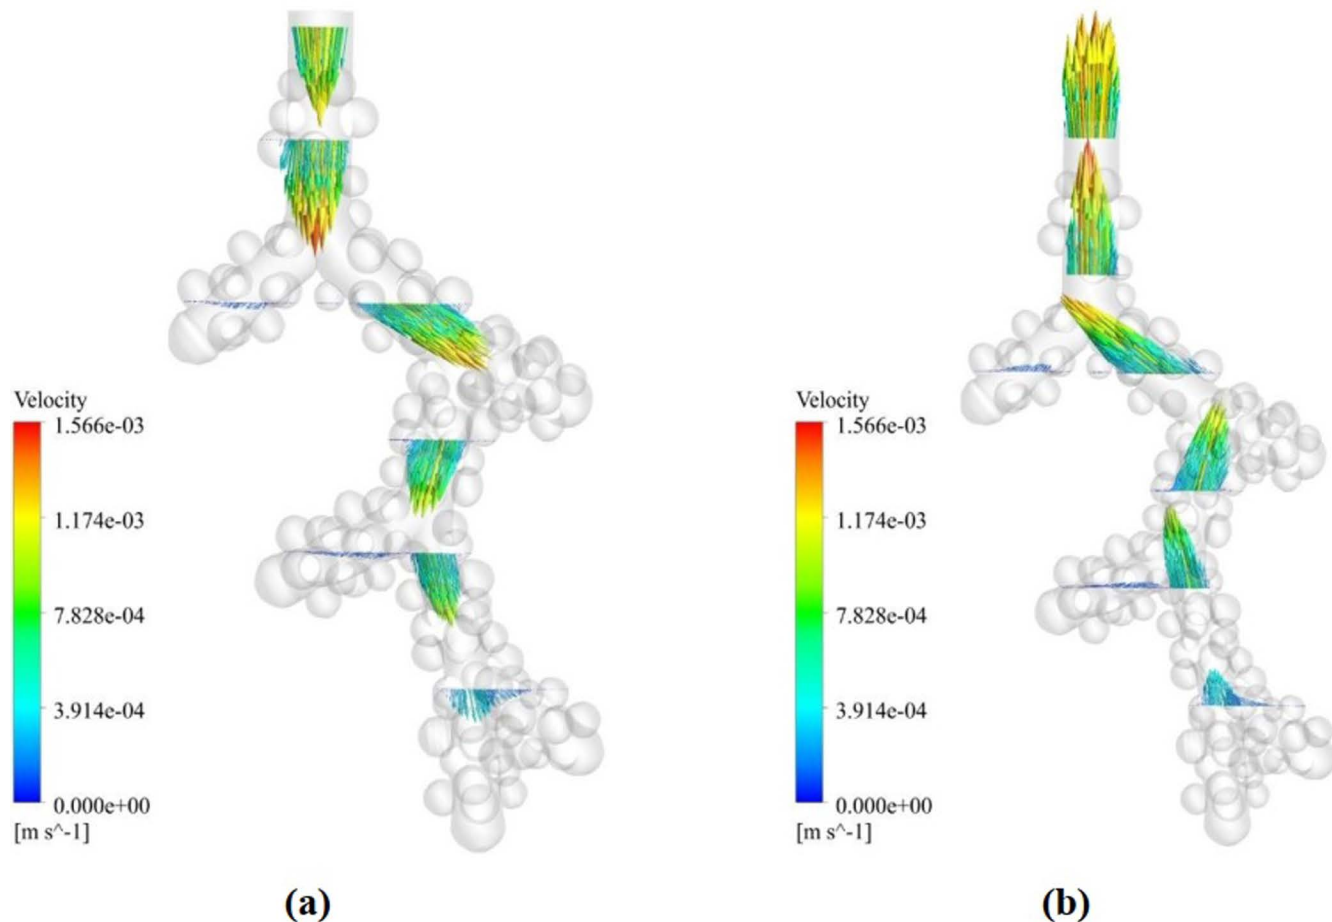 Velocity
1.566e-03
1.174e-03
7.828e-04
3.914e-04
0.000e+00
[m s^-1]
(a)
Velocity
1.566e-03
1.174e-03
7.828e-04
3.914e-04
0.000e+00
[m s^-1]
(b)